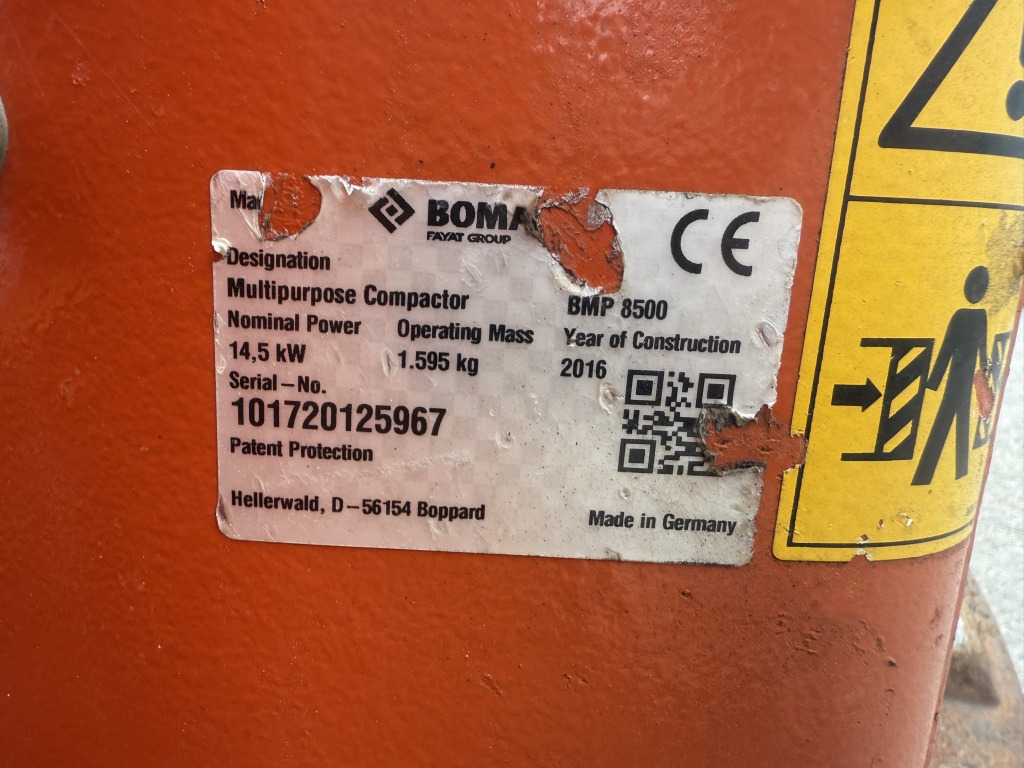 BOMA
FAYAT GROUP
CE
Designation
Multipurpose Compactor BMP 8500
Nominal Power Operating Mass Year of Construction
14,5 kW 1.595 kg 2016
Serial-No.
101720125967
Patent Protection
Hellerwald, D-56154 Boppard
Made in Germany